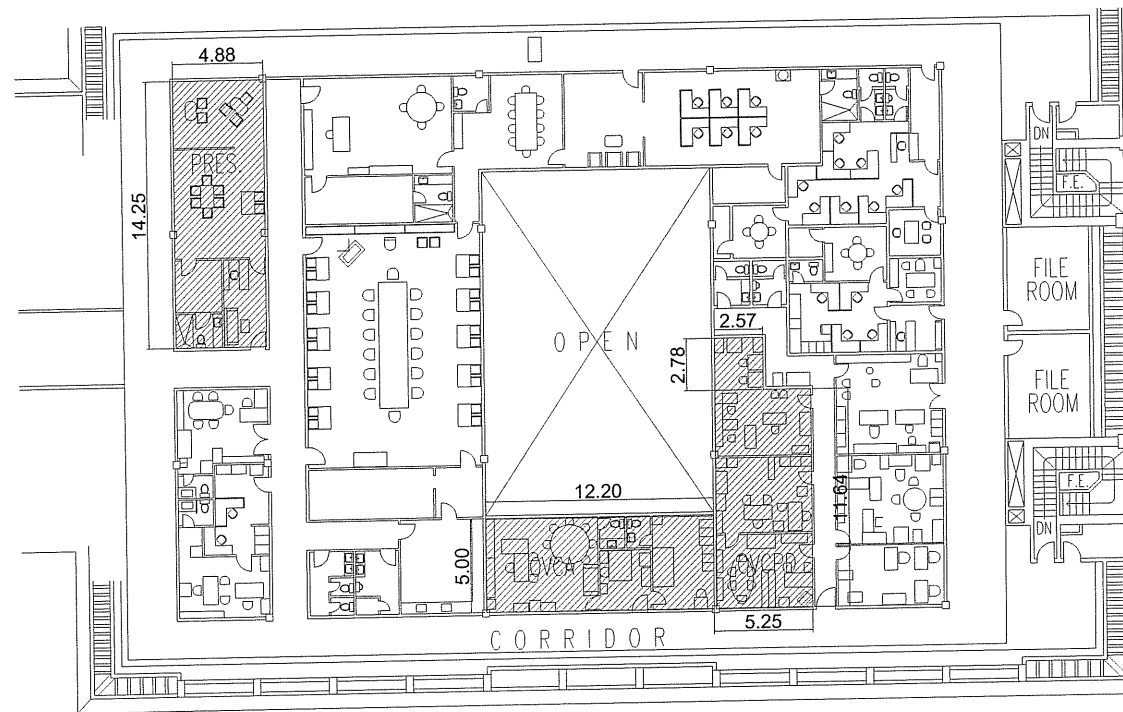 4.88
14.25
PRES.
DN
F.E.
FILE
ROOM
OPEN
2.57
2.78
FILE
ROOM
11.64
12.20
F.E.
DN
OVCA
5.00
OVCPD
5.25
CORRIDOR